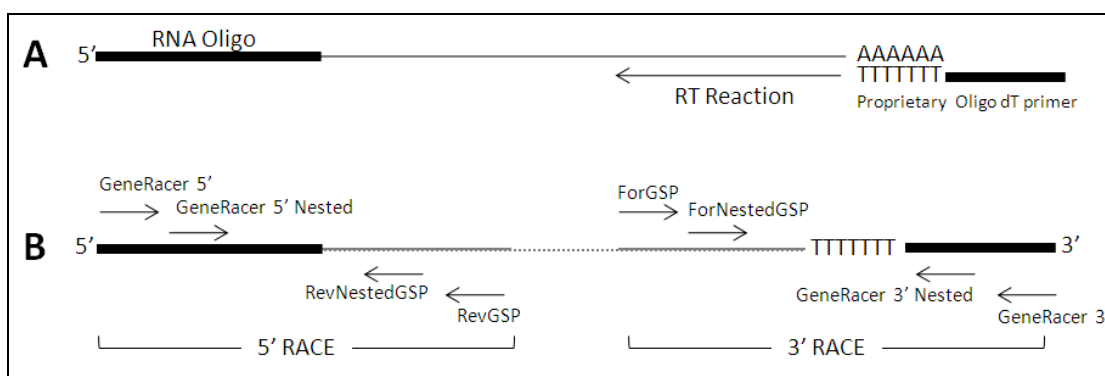 RNA Oligo
A 5' AAAAAA
TTTTTTT
RT Reaction Proprietary Oligo dT primer
GeneRacer 5'
GeneRacer 5' Nested
ForGSP
ForNestedGSP
B 5' TTTTTTT 3'
RevNestedGSP
RevGSP
GeneRacer 3' Nested
GeneRacer 3
5' RACE 3' RACE